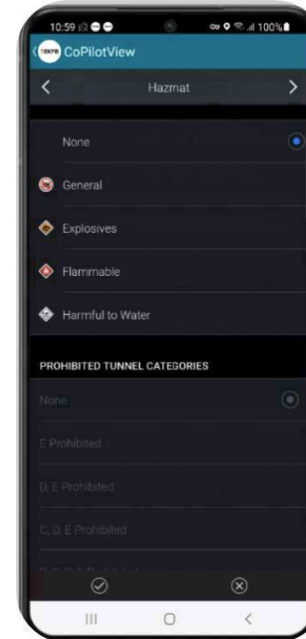 10:59
100%
CoPilotView
Hazmat
None
General
Explosives
Flammable
Harmful to Water
PROHIBITED TUNNEL CATEGORIES
None
E Prohibited
D, E Prohibited
C, D, E Prohibited